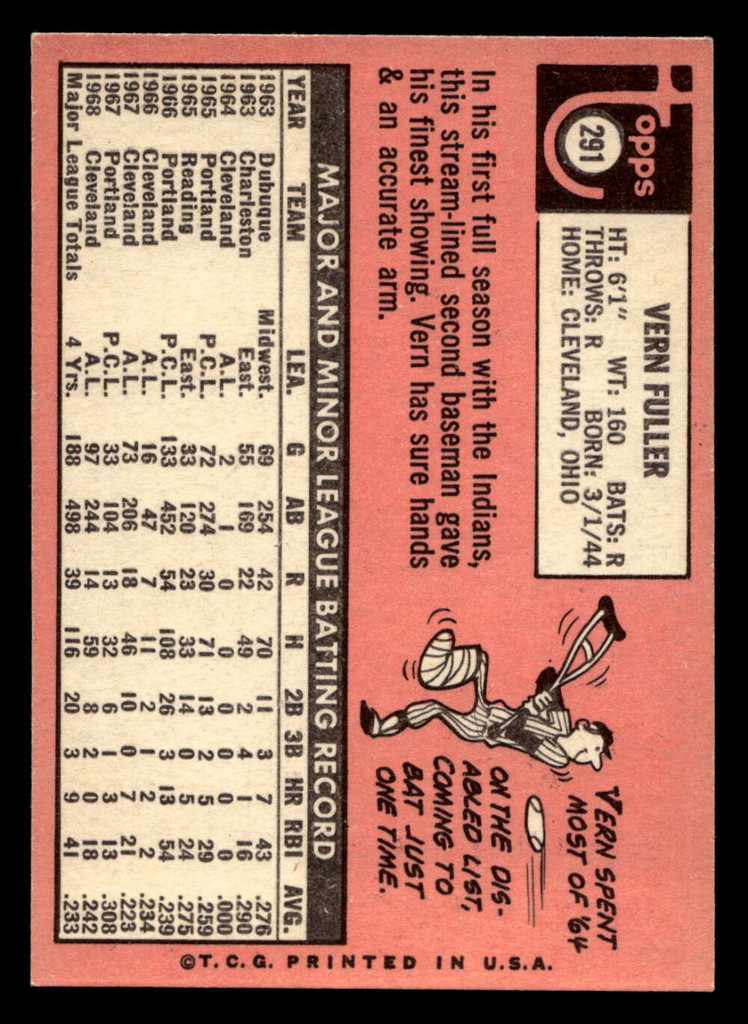 Topps
291
VERN FULLER
HT: 6'1" WT: 160 BATS: R
THROWS: R BORN: 3/1/44
HOME: CLEVELAND, OHIO
In his first full season with the Indians,
this stream-lined second baseman gave
his finest showing. Vern has sure hands
& an accurate arm.
VERN SPENT
MOST OF '64
ON THE DIS-
ABLED LIST,
COMING TO
BAT JUST
ONE TIME.
MAJOR AND MINOR LEAGUE BATTING RECORD
YEAR TEAM LEA. G AB R H 2B 3B HR RBI AVG.
1963 Dubuque Midwest. 69 254 42 70 11 3 7 43 .276
1963 Charleston East. 55 169 22 49 2 4 1 16 .290
1964 Cleveland A.L. 2 1 0 0 0 0 0 0 .000
1965 Portland P.C.L. 72 274 30 71 13 2 5 29 .259
1965 Reading East. 33 120 23 33 14 0 5 24 .275
1966 Portland P.C.L. 133 452 54 108 26 3 13 54 .239
1966 Cleveland A.L. 16 47 7 11 2 1 2 2 .234
1967 Cleveland A.L. 73 206 18 46 10 0 7 21 .223
1967 Portland P.C.L. 33 104 13 32 6 1 3 13 .308
1968 Cleveland A.L. 97 244 14 59 8 2 0 18 .242
Major League Totals 4 Yrs. 188 498 39 116 20 3 9 41 .233
©T.C.G. PRINTED IN U.S.A.